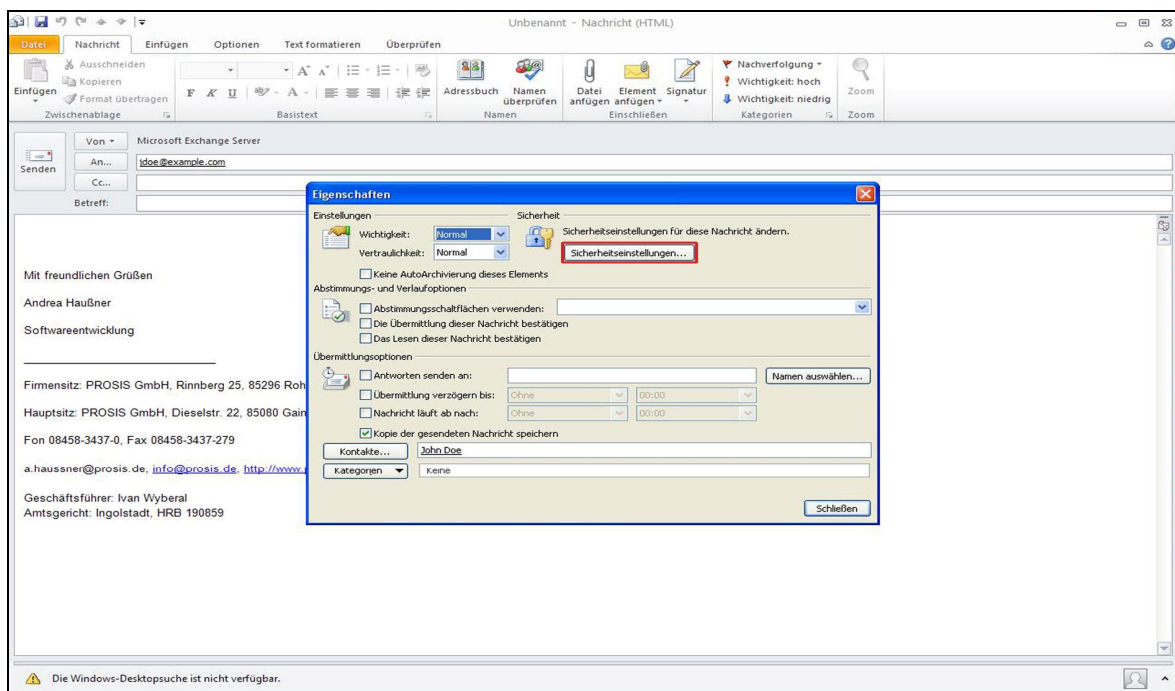 Unbenannt - Nachricht (HTML)
Datei Nachricht Einfügen Optionen Text formatieren Überprüfen
Einfügen
Ausschneiden
Kopieren
Format übertragen
Zwischenablage
F K U
Basistext
Adressbuch
Namen überprüfen
Namen
Datei anfügen
Element anfügen
Signatur
Einschließen
Nachverfolgung
Wichtigkeit: hoch
Wichtigkeit: niedrig
Kategorien
Zoom
Zoom
Senden
Von Microsoft Exchange Server
An... jdoe@example.com
Cc...
Betreff:
Mit freundlichen Grüßen
Andrea Haußner
Softwareentwicklung
Firmensitz: PROSIS GmbH, Rinnberg 25, 85296 Roh
Hauptsitz: PROSIS GmbH, Dieselstr. 22, 85080 Gain
Fon 08458-3437-0, Fax 08458-3437-279
a.haussner@prosis.de, info@prosis.de, http://www.
Geschäftsführer: Ivan Wyberal
Amtsgericht: Ingolstadt, HRB 190859
Eigenschaften
Einstellungen
Wichtigkeit: Normal
Vertraulichkeit: Normal
Keine AutoArchivierung dieses Elements
Sicherheit
Sicherheitseinstellungen für diese Nachricht ändern.
Sicherheitseinstellungen...
Abstimmungs- und Verlaufoptionen
Abstimmungsschaltflächen verwenden:
Die Übermittlung dieser Nachricht bestätigen
Das Lesen dieser Nachricht bestätigen
Übermittlungsoptionen
Antworten senden an: Namen auswählen...
Übermittlung verzögern bis: Ohne 00:00
Nachricht läuft ab nach: Ohne 00:00
Kopie der gesendeten Nachricht speichern
Kontakte... John Doe
Kategorien Keine
Schließen
Die Windows-Desktopsuche ist nicht verfügbar.